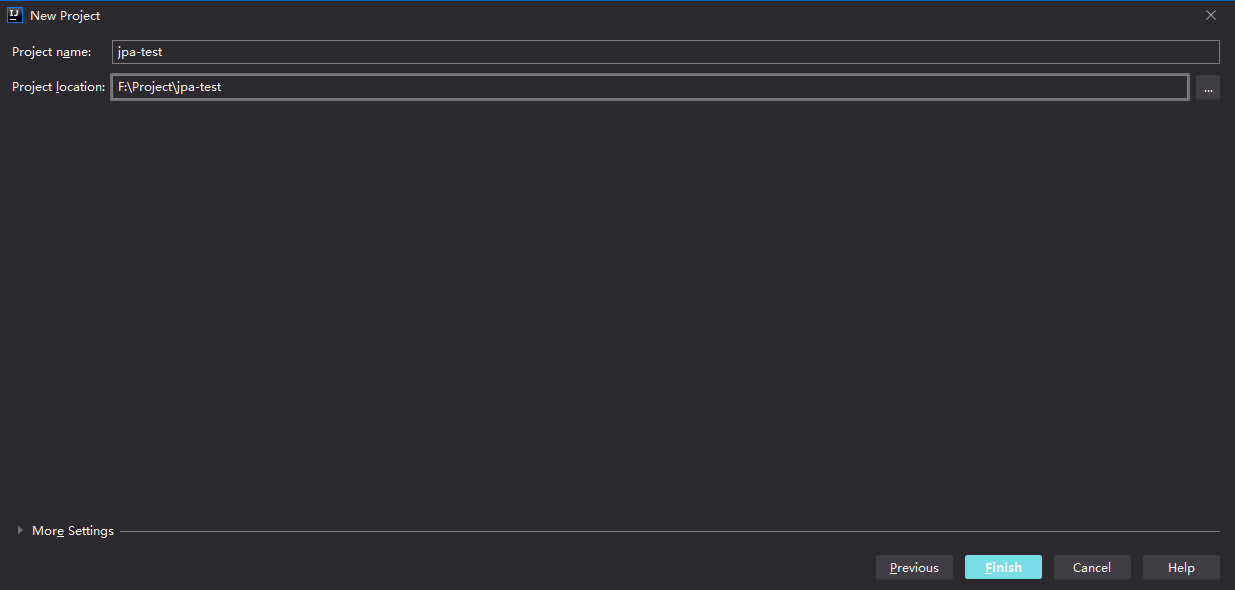 IJ New Project
Project name: jpa-test
Project location: F:\Project\jpa-test ...
More Settings
Previous Finish Cancel Help